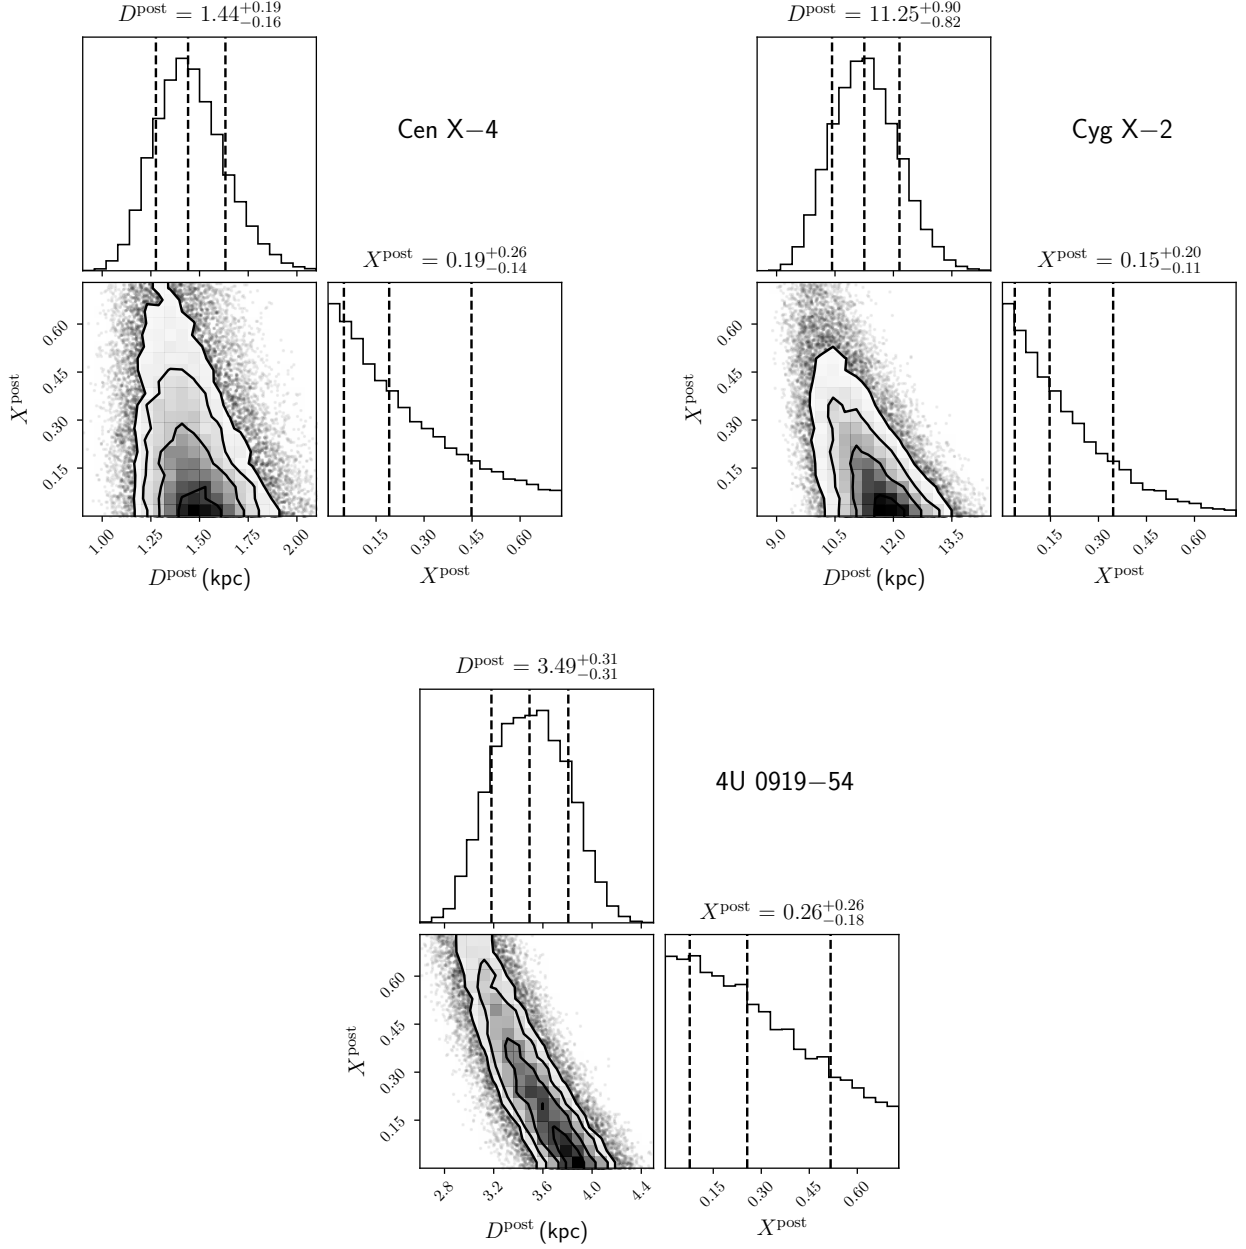 D^post = 1.44^{+0.19}_{−0.16}
Cen X−4
X^post = 0.19^{+0.26}_{−0.14}
0.60
0.45
0.30
0.15
X^post
1.00 1.25 1.50 1.75 2.00
D^post (kpc)
0.15 0.30 0.45 0.60
X^post
D^post = 11.25^{+0.90}_{−0.82}
Cyg X−2
X^post = 0.15^{+0.20}_{−0.11}
0.60
0.45
0.30
0.15
X^post
9.0 10.5 12.0 13.5
D^post (kpc)
0.15 0.30 0.45 0.60
X^post
D^post = 3.49^{+0.31}_{−0.31}
4U 0919−54
X^post = 0.26^{+0.26}_{−0.18}
0.60
0.45
0.30
0.15
X^post
2.8 3.2 3.6 4.0 4.4
D^post (kpc)
0.15 0.30 0.45 0.60
X^post